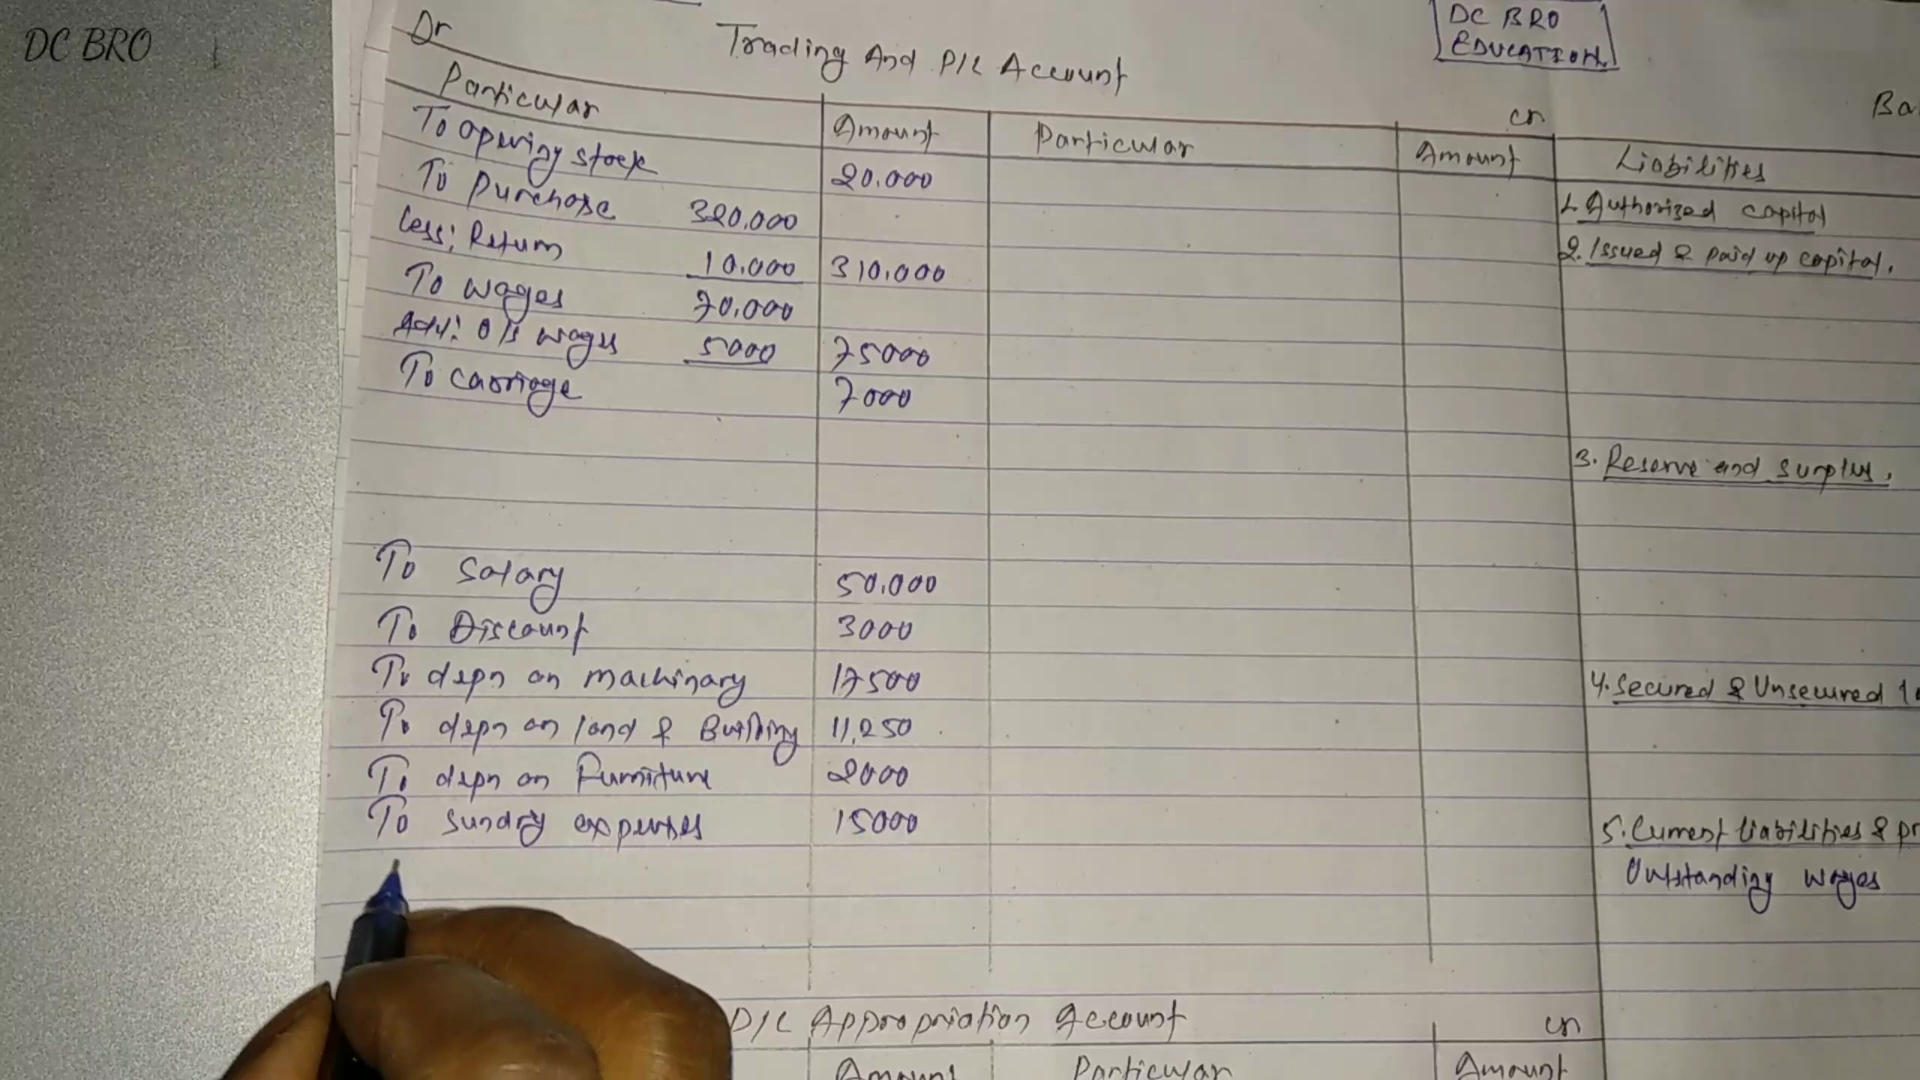 DC BRO
DC BRO
EDUCATION
Dr
Trading And P/L Account
cr
Ba
Particular
Amount
Particular
Amount
Liabilities
To opening stock 20.000
To purchase 320.000
Less: Return 10.000 310.000
To wages 70.000
Add: O/s wages 5000 75000
To carriage 7000
To Salary 50.000
To Discount 3000
To depn on machinary 17500
To depn on land & Building 11,250
To depn on Furniture 2000
To sundry expenses 15000
1. Authorized capital
2. Issued & paid up capital.
3. Reserve and surplus.
4. Secured & Unsecured lo
5. Current liabilities & pr
Outstanding wages
P/L Appropriation Account
cr
Amount
Particular
Amount